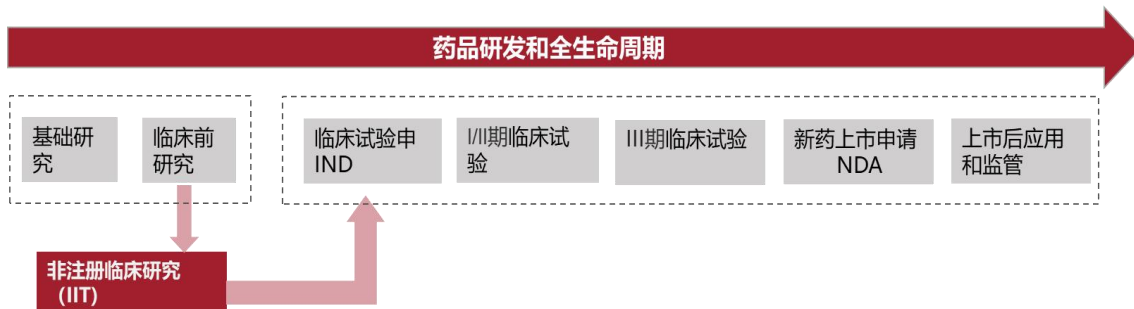 药品研发和全生命周期
基础研
究
临床前
研究
临床试验申
IND
I/II期临床试
验
III期临床试验
新药上市申请
NDA
上市后应用
和监管
非注册临床研究
(IIT)